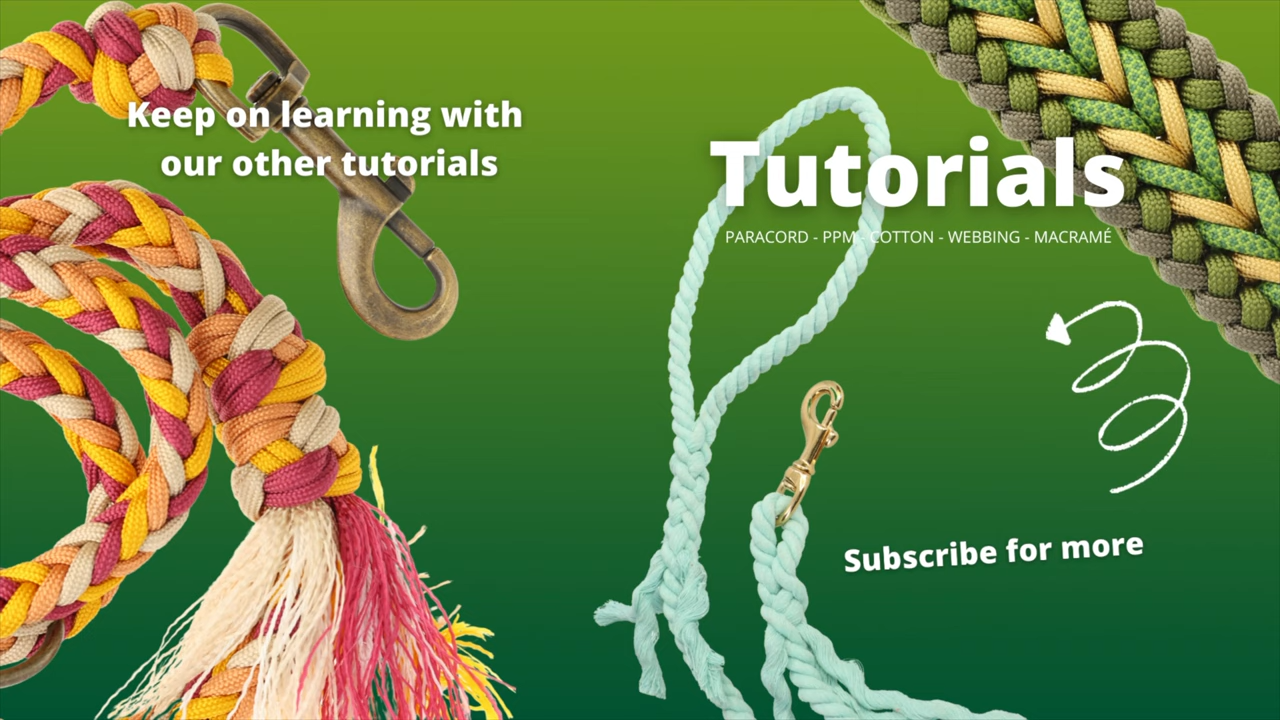 Keep on learning with
our other tutorials
Tutorials
PARACORD - PPM - COTTON - WEBBING - MACRAMÉ
Subscribe for more